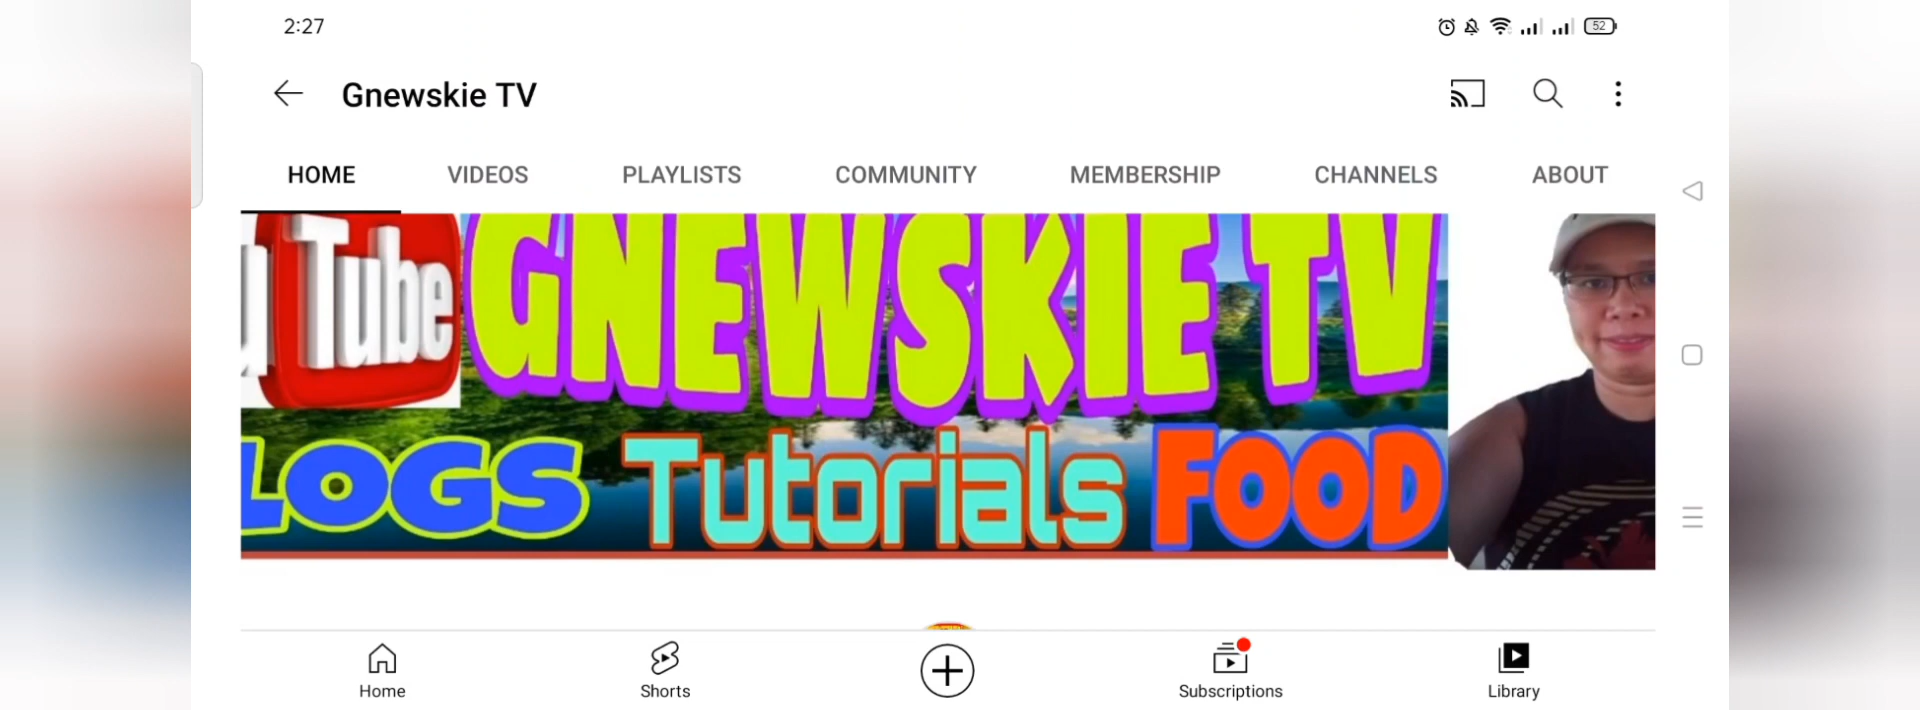 2:27
52
Gnewskie TV
HOME VIDEOS PLAYLISTS COMMUNITY MEMBERSHIP CHANNELS ABOUT
u Tube GNEWSKIE TV
LOGS Tutorials FOOD
Home Shorts Subscriptions Library